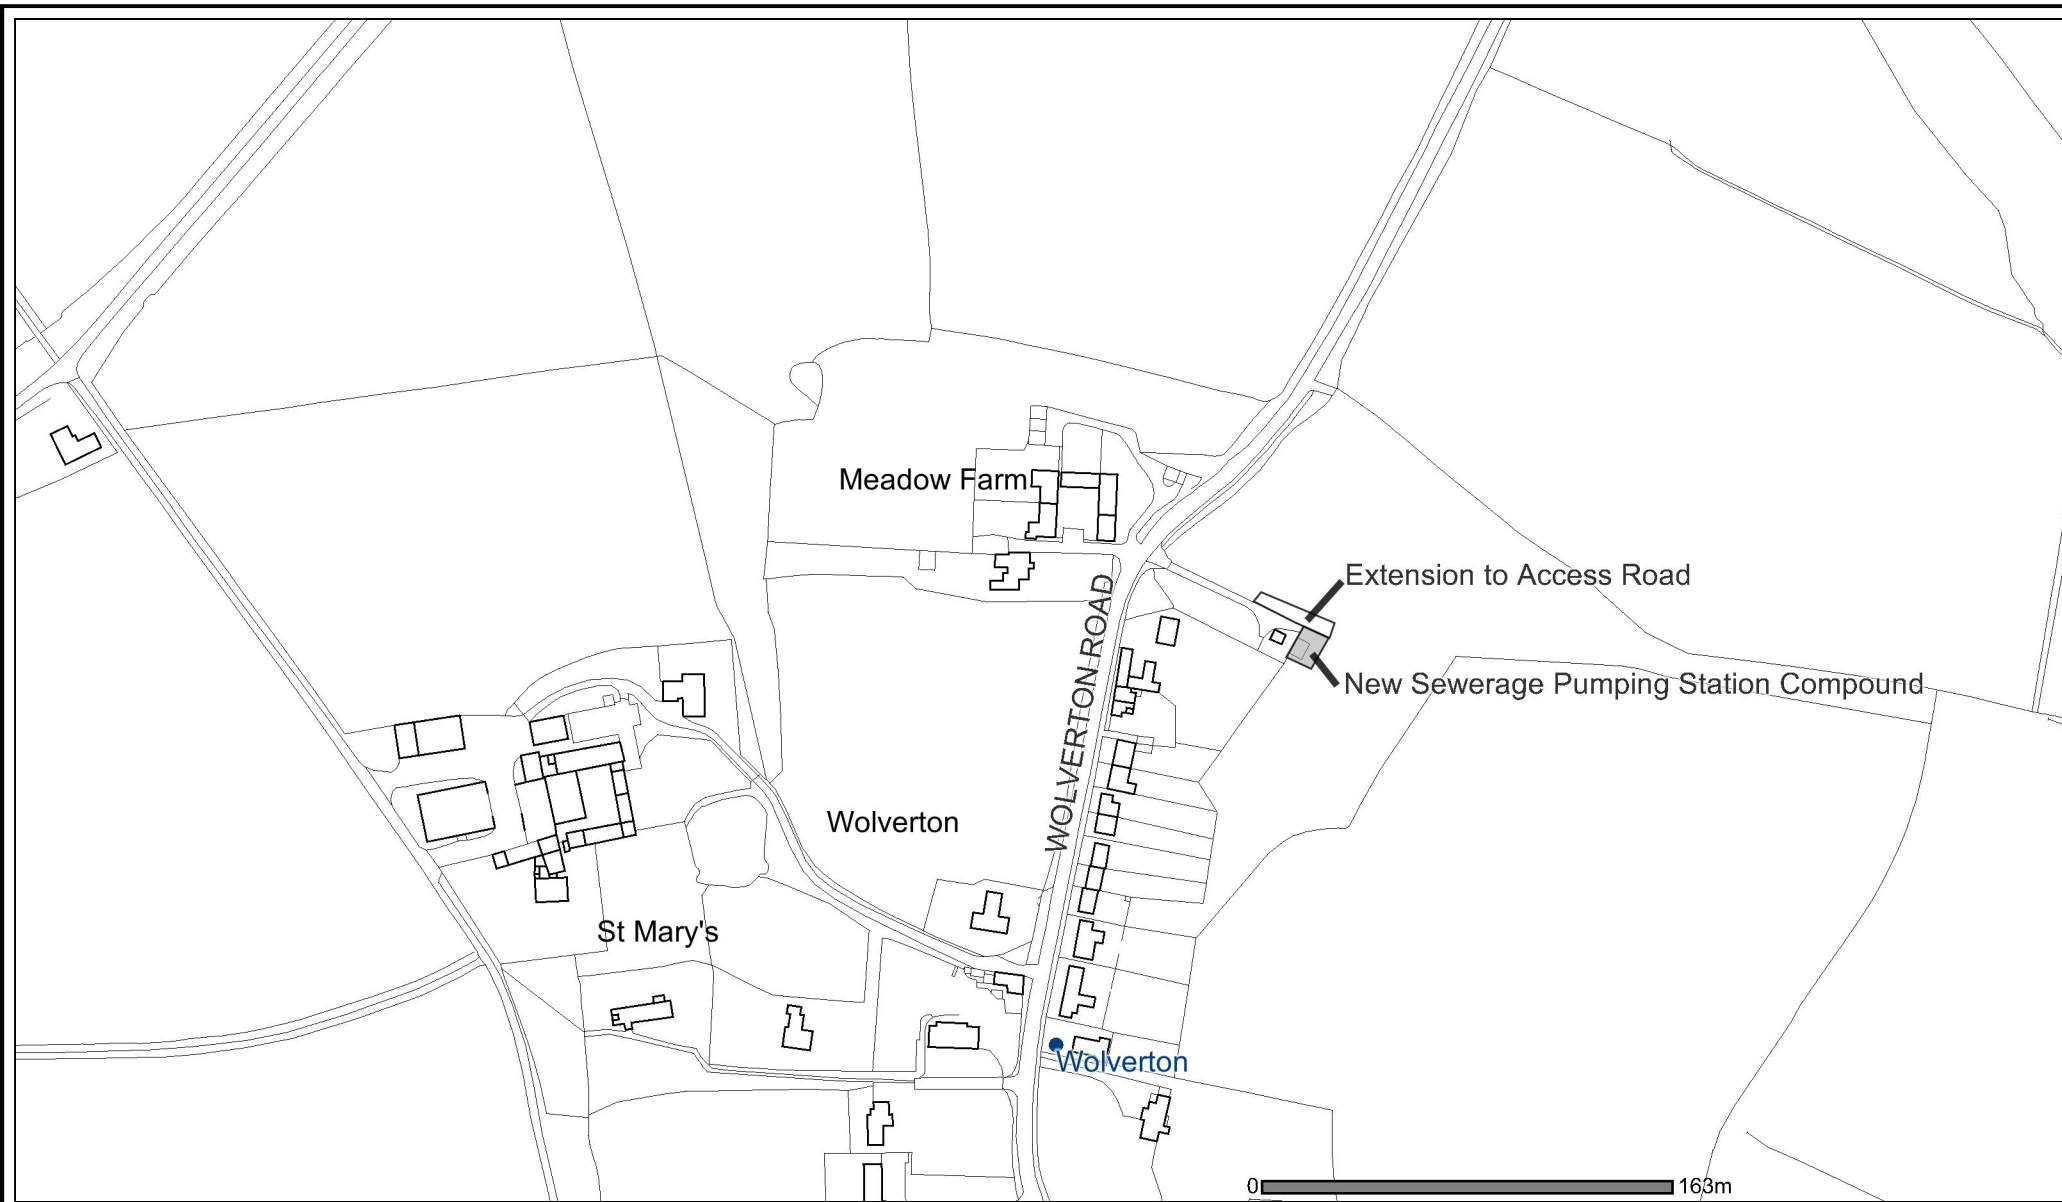 Meadow Farm
Extension to Access Road
New Sewerage Pumping Station Compound
WOLVERTON ROAD
Wolverton
St Mary's
Wolverton
0 163m